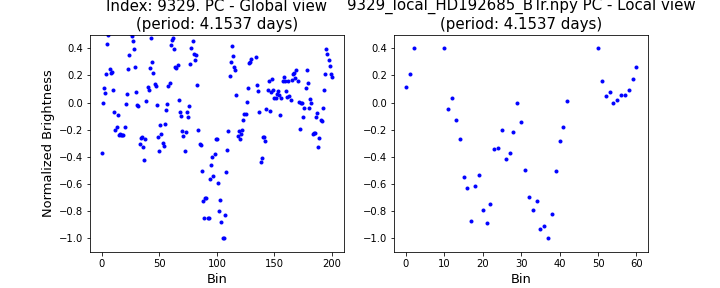 Index: 9329. PC - Global view
(period: 4.1537 days)
9329_local_HD192685_BTr.npy PC - Local view
(period: 4.1537 days)
Normalized Brightness
0.4
0.2
0.0
−0.2
−0.4
−0.6
−0.8
−1.0
0 50 100 150 200
Bin
0.4
0.2
0.0
−0.2
−0.4
−0.6
−0.8
−1.0
0 10 20 30 40 50 60
Bin